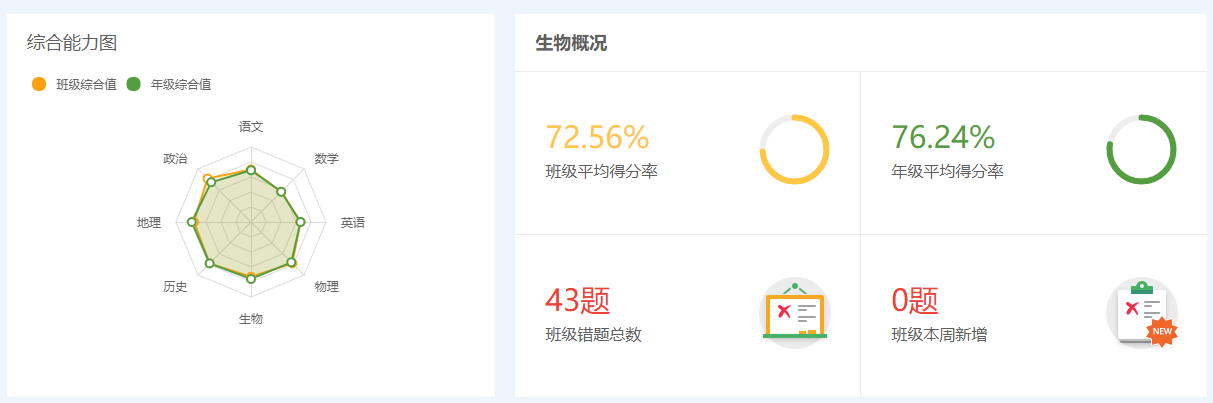 综合能力图
班级综合值
年级综合值
语文
数学
英语
物理
生物
历史
地理
政治
生物概况
72.56%
班级平均得分率
76.24%
年级平均得分率
43题
班级错题总数
0题
班级本周新增
NEW